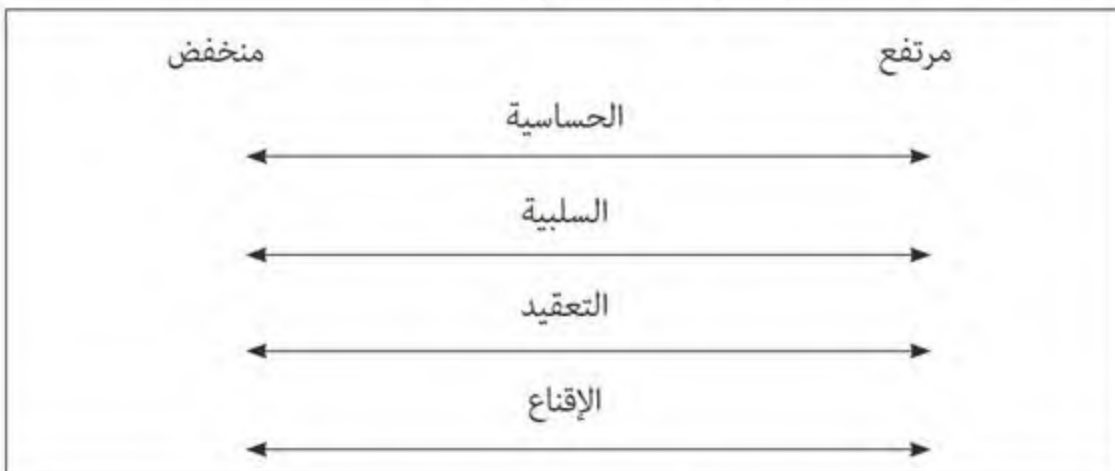 مرتفع منخفض
الحساسية
السلبية
التعقيد
الإقناع